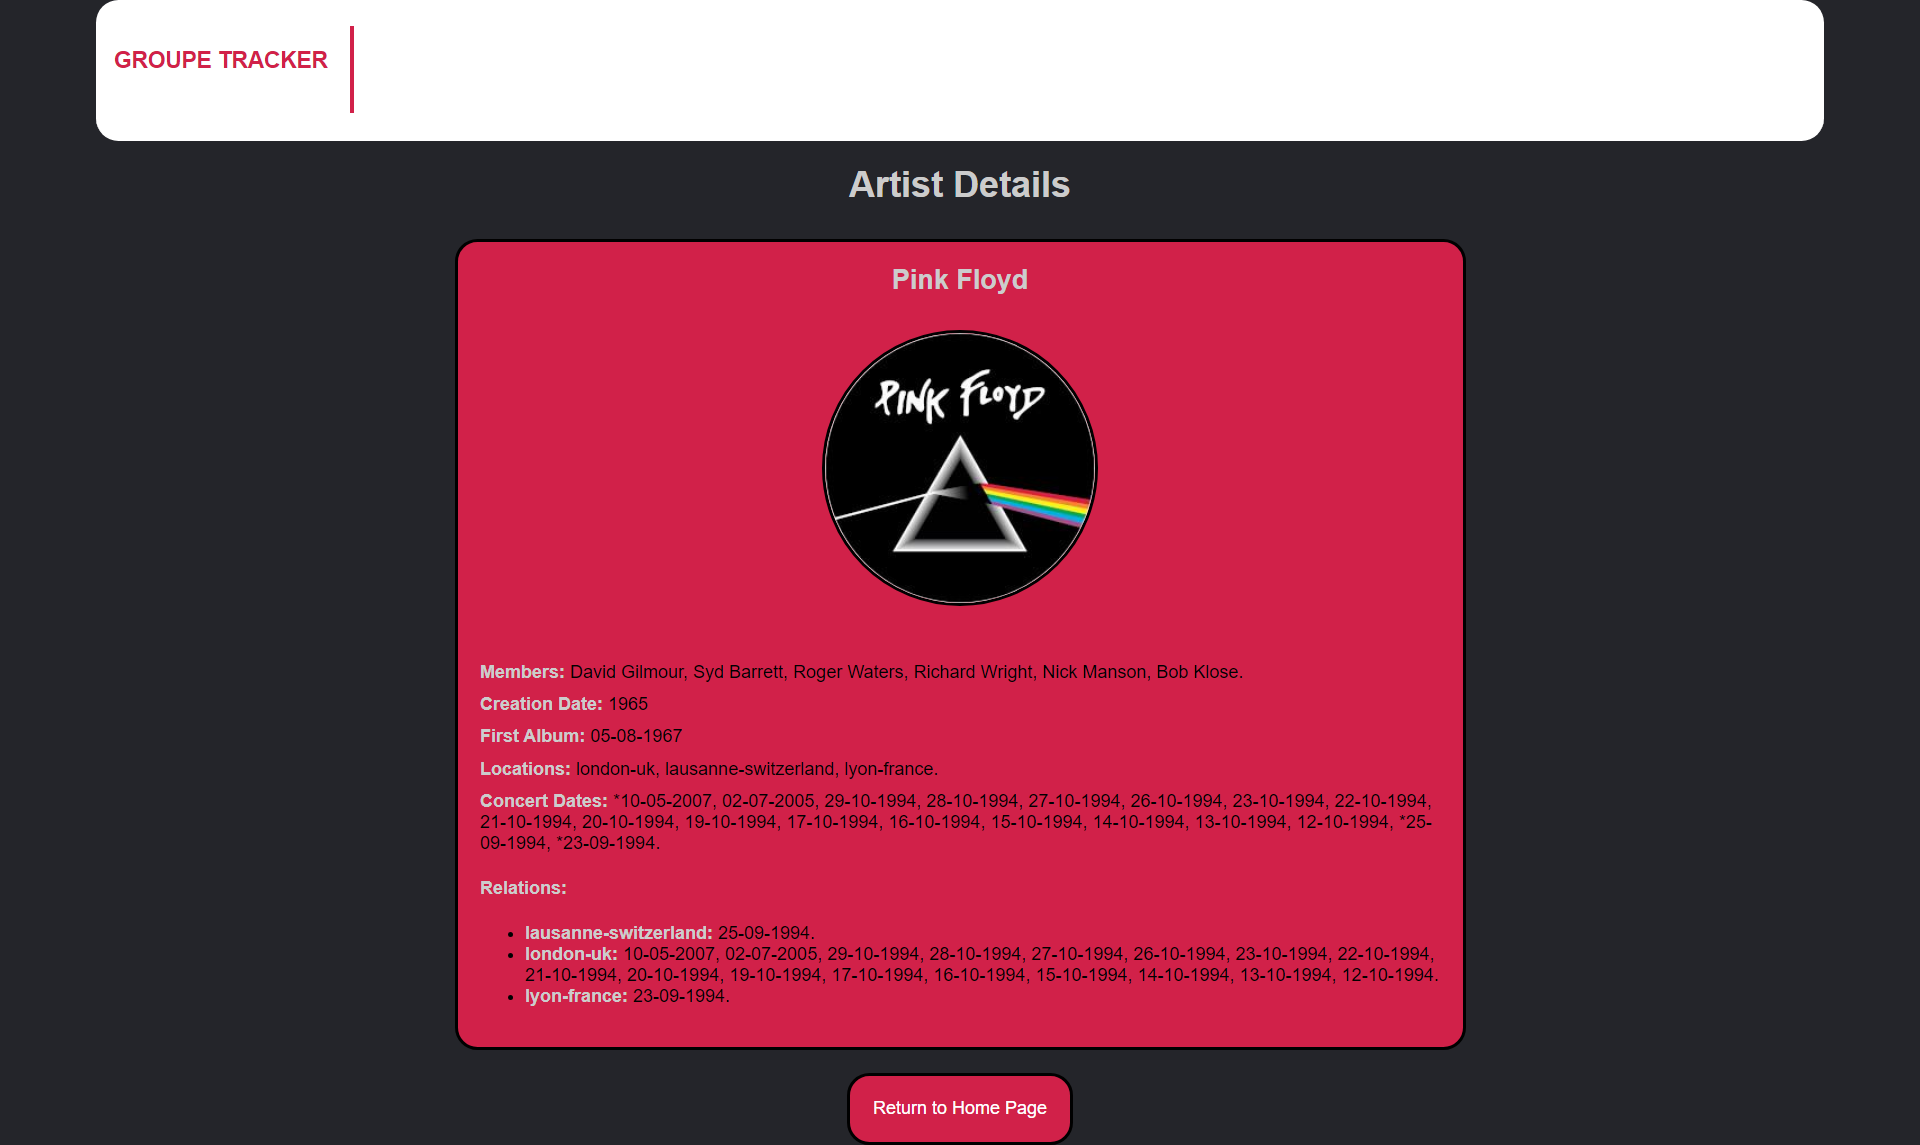 GROUPE TRACKER
Artist Details
Pink Floyd
PINK FLOYD
Members: David Gilmour, Syd Barrett, Roger Waters, Richard Wright, Nick Manson, Bob Klose.
Creation Date: 1965
First Album: 05-08-1967
Locations: london-uk, lausanne-switzerland, lyon-france.
Concert Dates: *10-05-2007, 02-07-2005, 29-10-1994, 28-10-1994, 27-10-1994, 26-10-1994, 23-10-1994, 22-10-1994,
21-10-1994, 20-10-1994, 19-10-1994, 17-10-1994, 16-10-1994, 15-10-1994, 14-10-1994, 13-10-1994, 12-10-1994, *25-
09-1994, *23-09-1994.
Relations:
• lausanne-switzerland: 25-09-1994.
• london-uk: 10-05-2007, 02-07-2005, 29-10-1994, 28-10-1994, 27-10-1994, 26-10-1994, 23-10-1994, 22-10-1994,
21-10-1994, 20-10-1994, 19-10-1994, 17-10-1994, 16-10-1994, 15-10-1994, 14-10-1994, 13-10-1994, 12-10-1994.
• lyon-france: 23-09-1994.
Return to Home Page